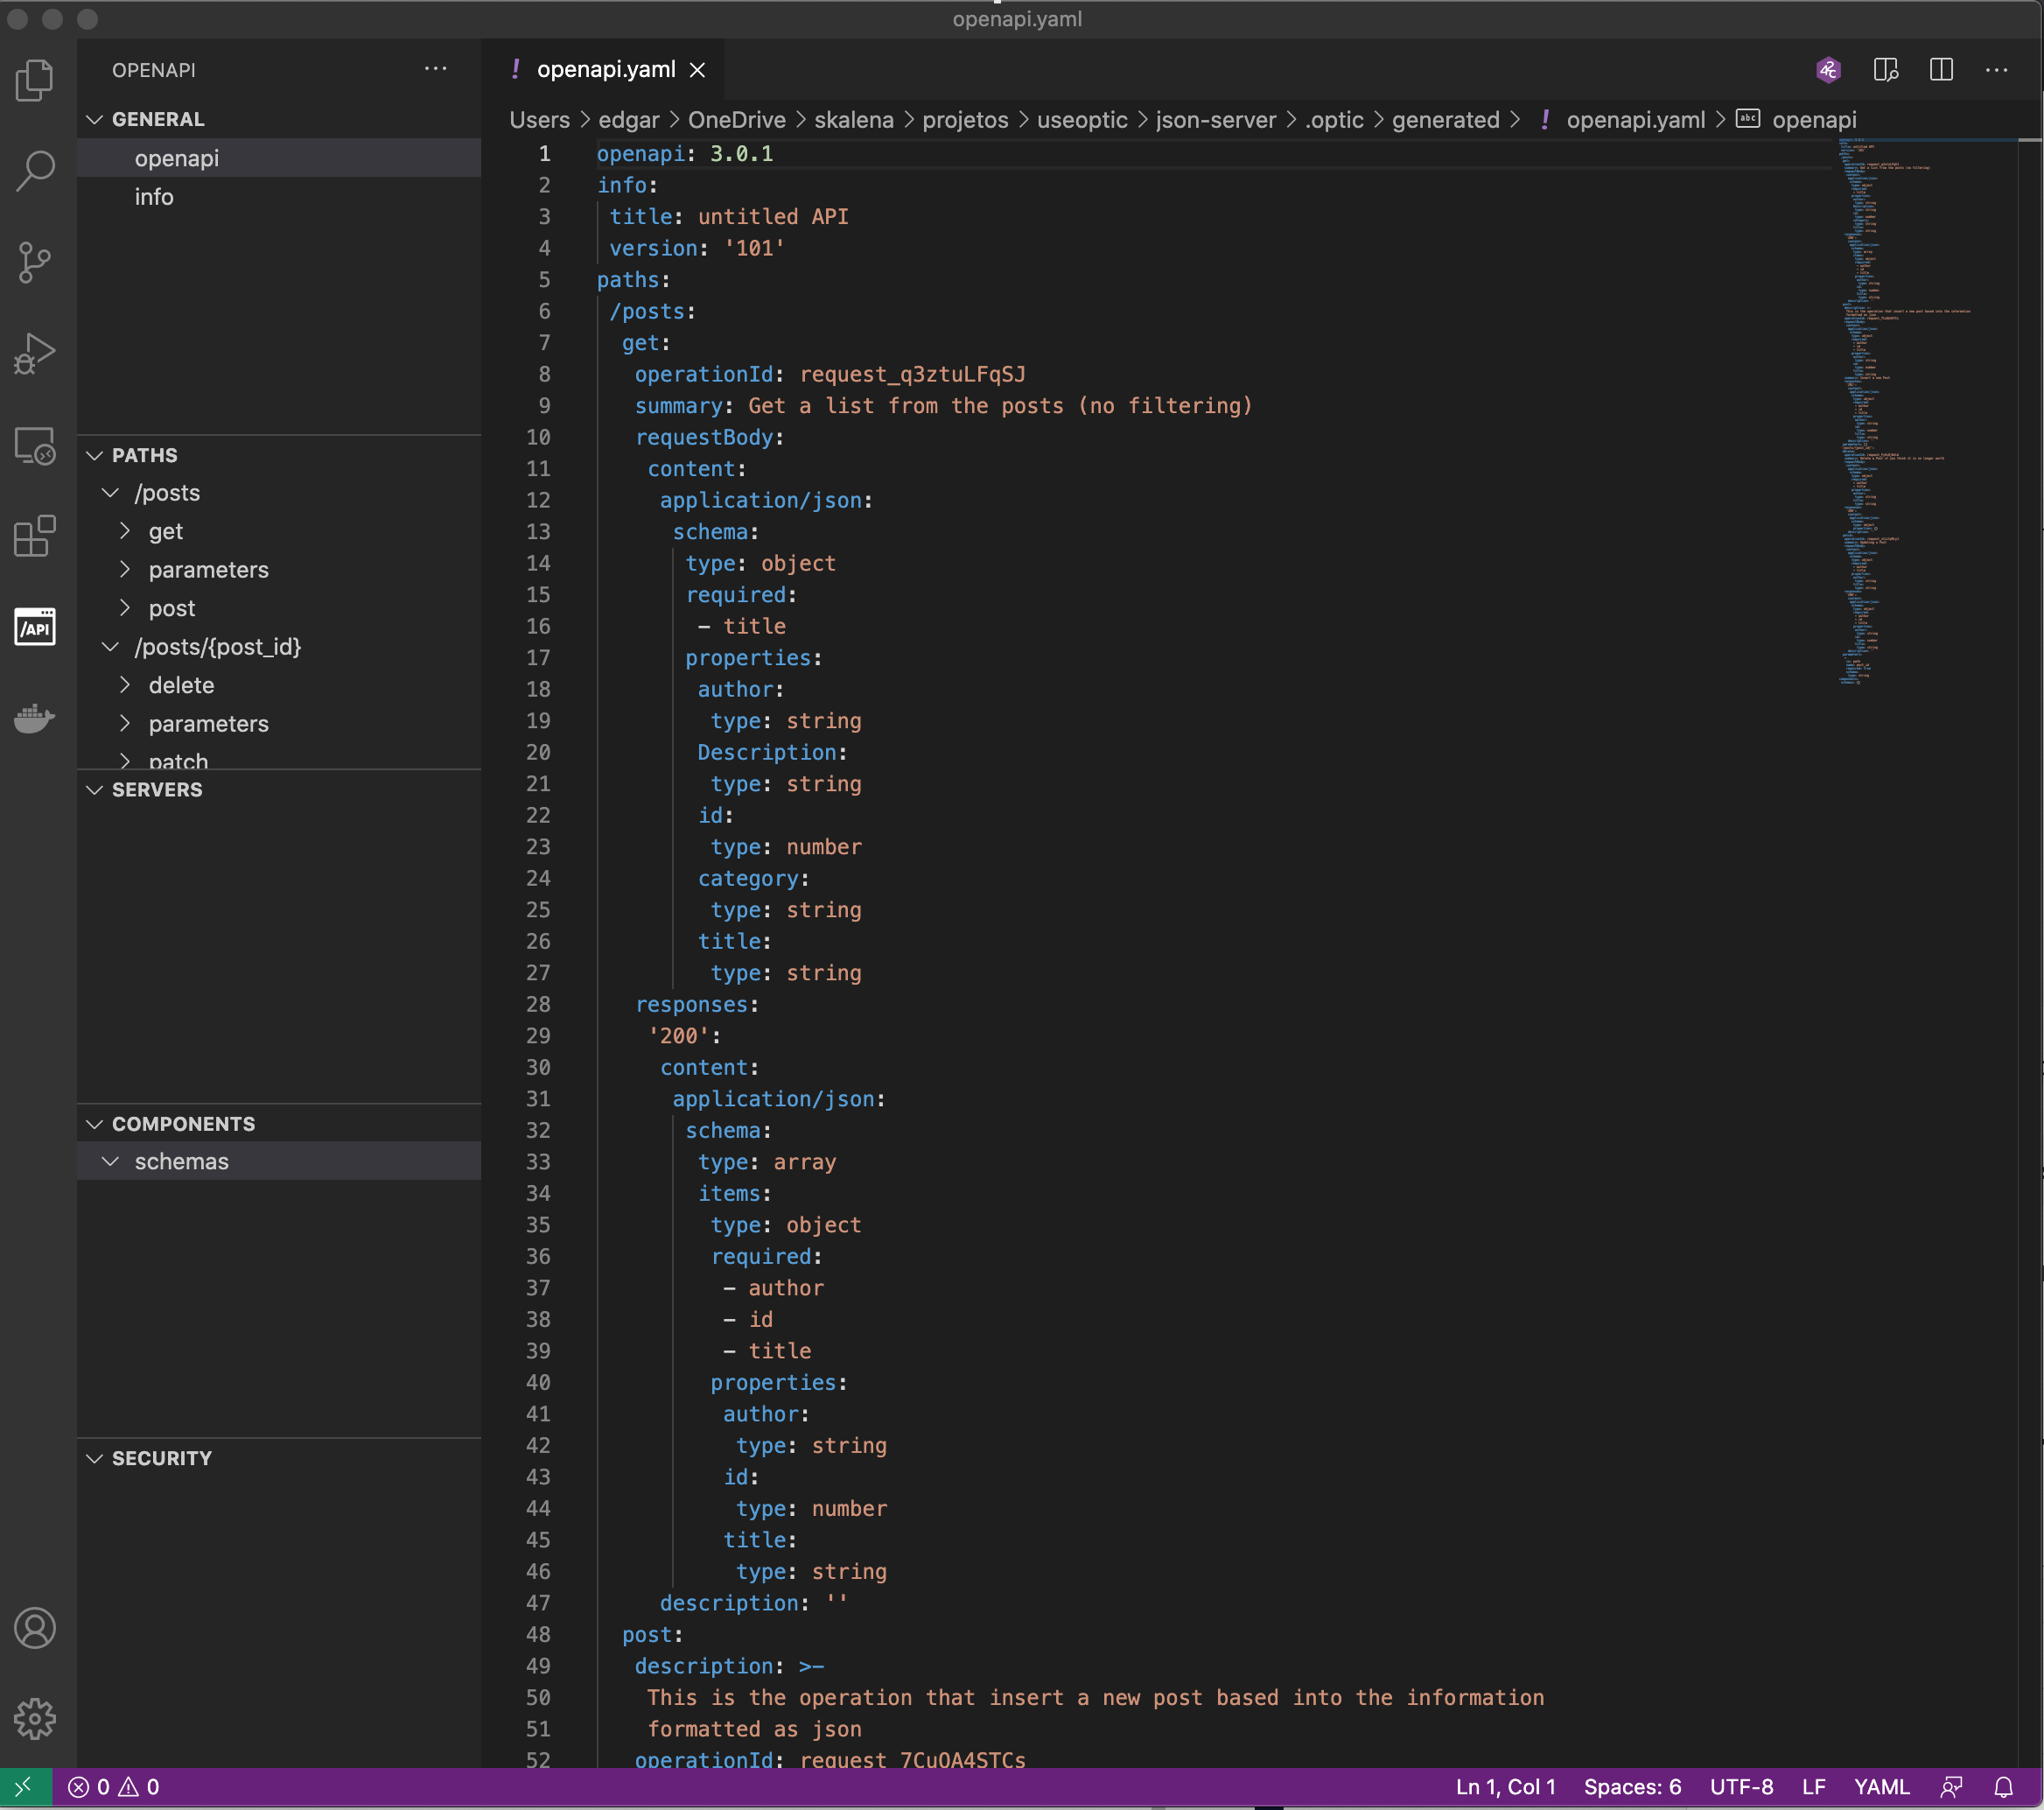 openapi.yaml
OPENAPI
GENERAL
openapi
info
PATHS
/posts
get
parameters
post
/posts/{post_id}
delete
parameters
patch
SERVERS
COMPONENTS
schemas
SECURITY
/API
! openapi.yaml
Users > edgar > OneDrive > skalena > projetos > useoptic > json-server > .optic > generated > ! openapi.yaml > abc openapi
1 openapi: 3.0.1
2 info:
3 title: untitled API
4 version: '101'
5 paths:
6 /posts:
7 get:
8 operationId: request_q3ztuLFqSJ
9 summary: Get a list from the posts (no filtering)
10 requestBody:
11 content:
12 application/json:
13 schema:
14 type: object
15 required:
16 - title
17 properties:
18 author:
19 type: string
20 Description:
21 type: string
22 id:
23 type: number
24 category:
25 type: string
26 title:
27 type: string
28 responses:
29 '200':
30 content:
31 application/json:
32 schema:
33 type: array
34 items:
35 type: object
36 required:
37 - author
38 - id
39 - title
40 properties:
41 author:
42 type: string
43 id:
44 type: number
45 title:
46 type: string
47 description: ''
48 post:
49 description: >-
50 This is the operation that insert a new post based into the information
51 formatted as json
52 operationId: request_7CuOA4STCs
0 0
Ln 1, Col 1 Spaces: 6 UTF-8 LF YAML